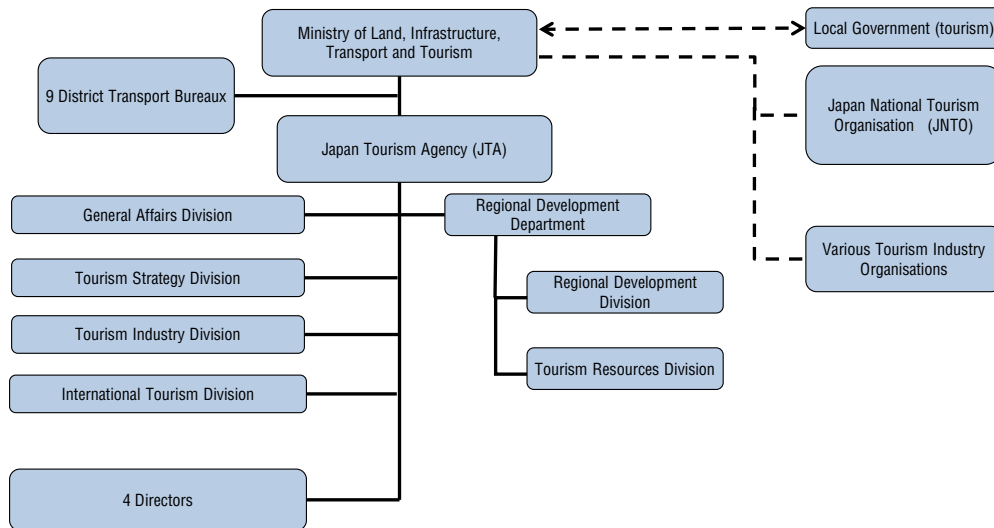 Ministry of Land, Infrastructure,
Transport and Tourism
Local Government (tourism)
9 District Transport Bureaux
Japan National Tourism
Organisation (JNTO)
Japan Tourism Agency (JTA)
General Affairs Division
Regional Development
Department
Various Tourism Industry
Organisations
Tourism Strategy Division
Regional Development
Division
Tourism Industry Division
Tourism Resources Division
International Tourism Division
4 Directors